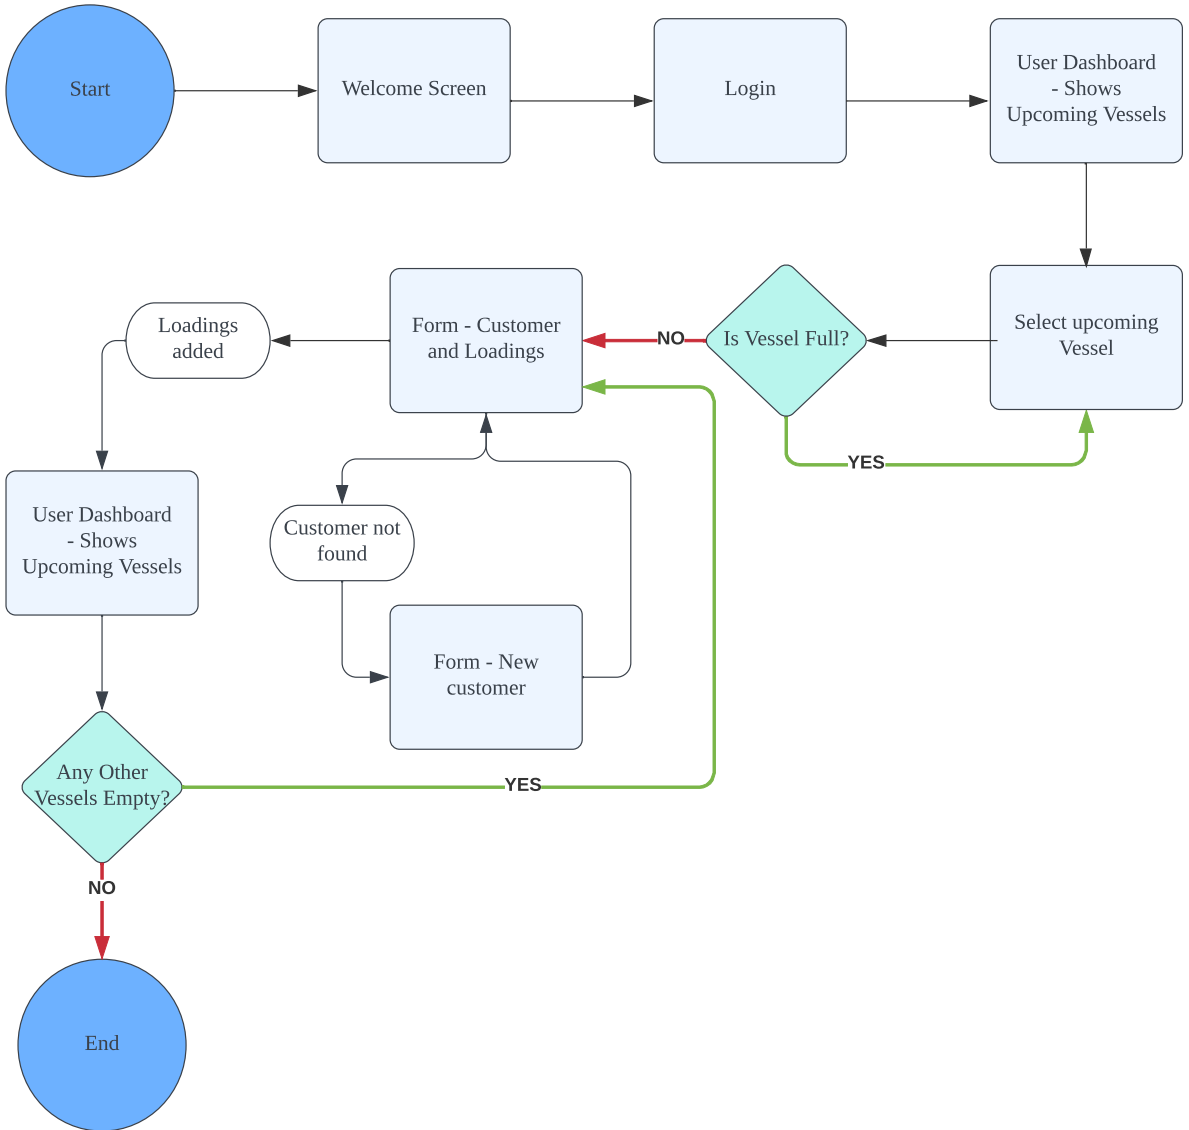 Start
Welcome Screen
Login
User Dashboard
- Shows
Upcoming Vessels
Loadings
added
Form - Customer
and Loadings
NO
Is Vessel Full?
Select upcoming
Vessel
YES
User Dashboard
- Shows
Upcoming Vessels
Customer not
found
Form - New
customer
Any Other
Vessels Empty?
YES
NO
End